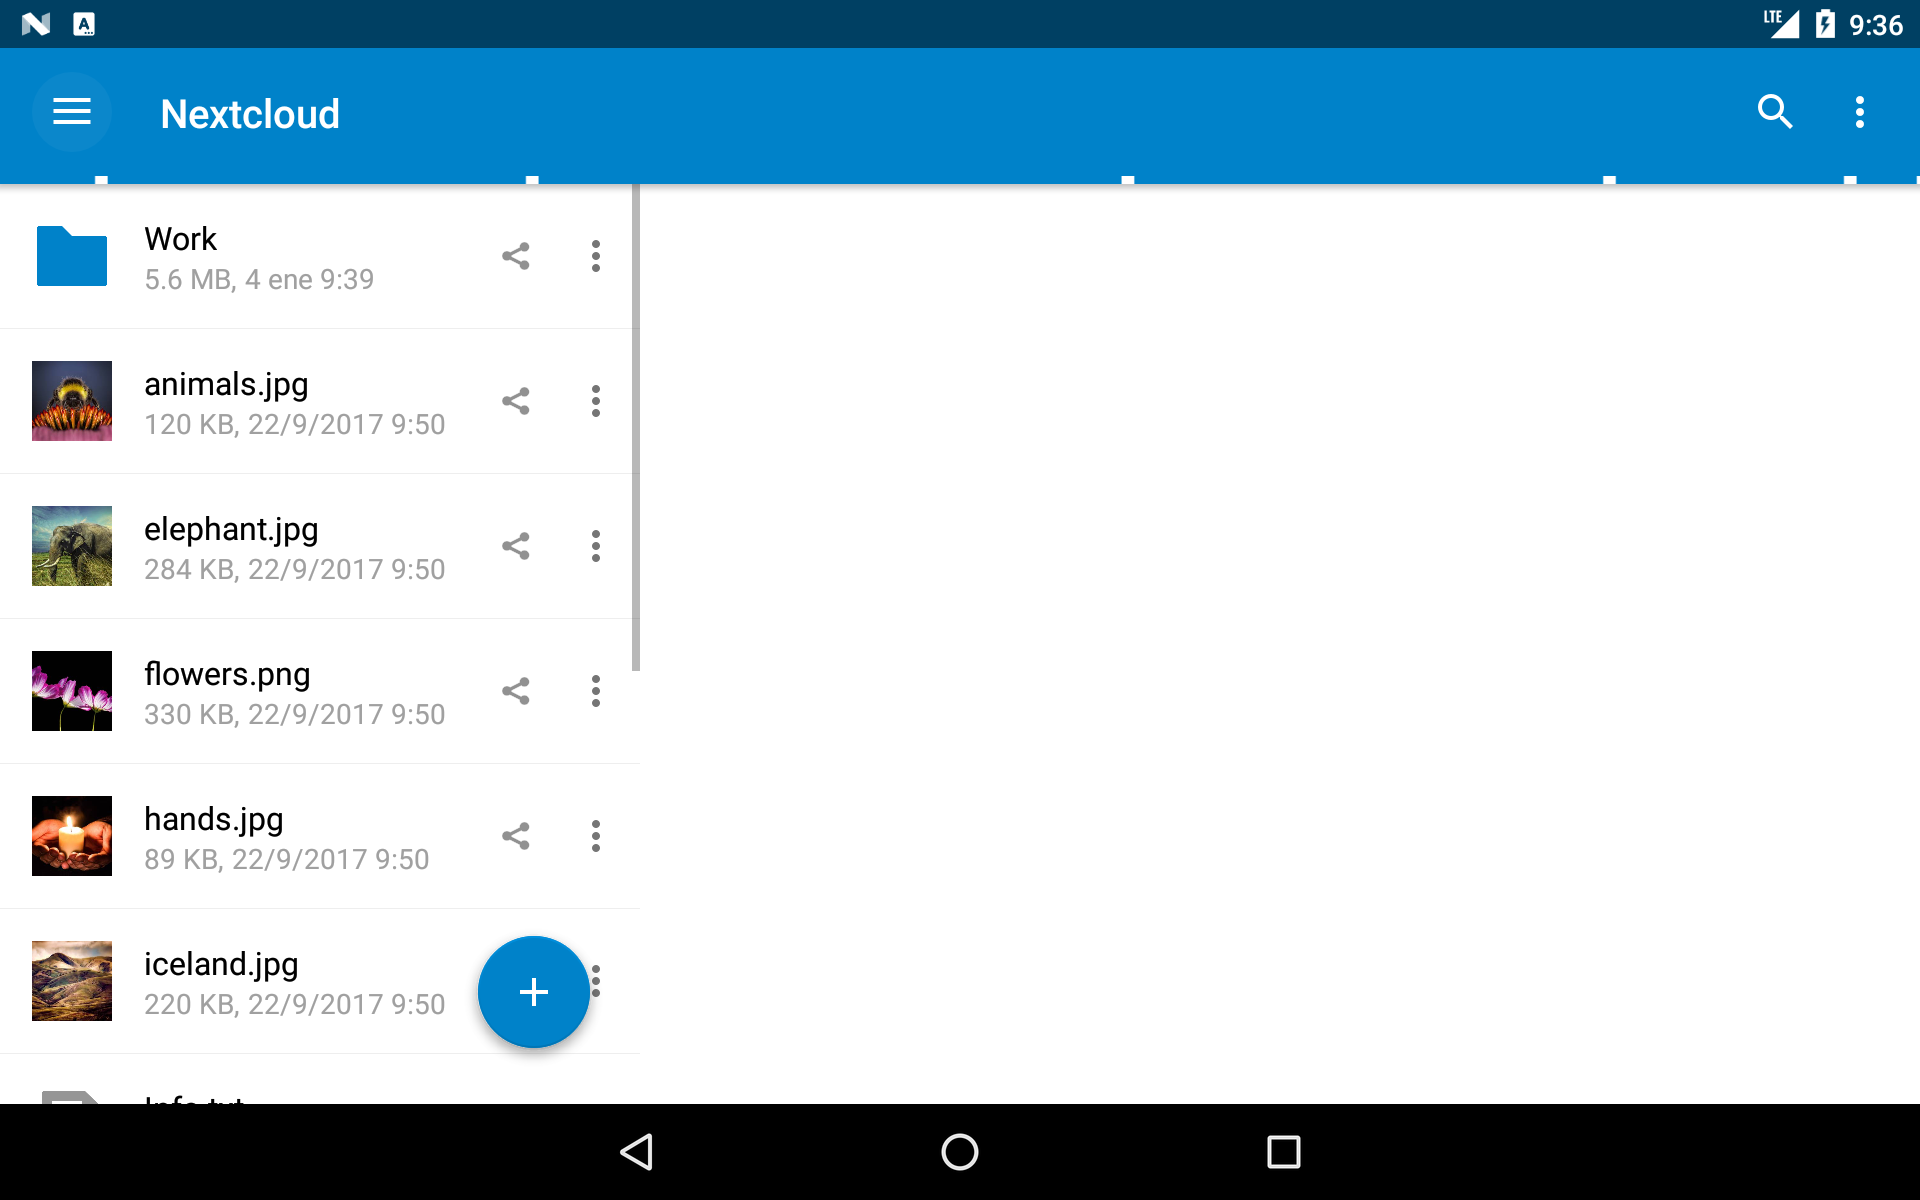 LTE 9:36
Nextcloud
Work
5.6 MB, 4 ene 9:39
animals.jpg
120 KB, 22/9/2017 9:50
elephant.jpg
284 KB, 22/9/2017 9:50
flowers.png
330 KB, 22/9/2017 9:50
hands.jpg
89 KB, 22/9/2017 9:50
iceland.jpg
220 KB, 22/9/2017 9:50